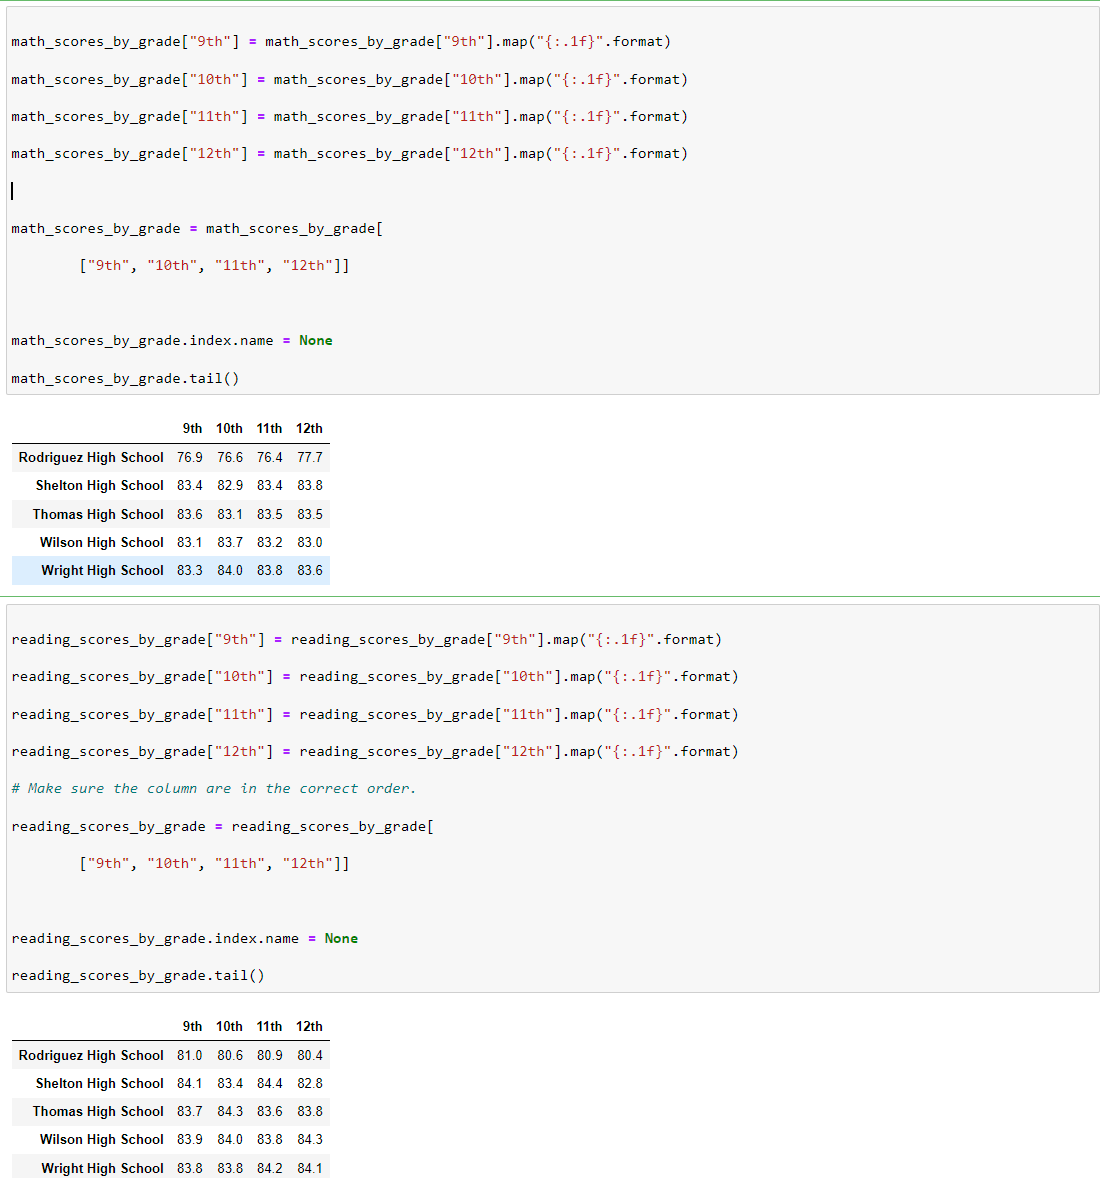 math_scores_by_grade["9th"] = math_scores_by_grade["9th"].map("{:.1f}".format)
math_scores_by_grade["10th"] = math_scores_by_grade["10th"].map("{:.1f}".format)
math_scores_by_grade["11th"] = math_scores_by_grade["11th"].map("{:.1f}".format)
math_scores_by_grade["12th"] = math_scores_by_grade["12th"].map("{:.1f}".format)
math_scores_by_grade = math_scores_by_grade[
["9th", "10th", "11th", "12th"]]
math_scores_by_grade.index.name = None
math_scores_by_grade.tail()
9th 10th 11th 12th
Rodriguez High School 76.9 76.6 76.4 77.7
Shelton High School 83.4 82.9 83.4 83.8
Thomas High School 83.6 83.1 83.5 83.5
Wilson High School 83.1 83.7 83.2 83.0
Wright High School 83.3 84.0 83.8 83.6
reading_scores_by_grade["9th"] = reading_scores_by_grade["9th"].map("{:.1f}".format)
reading_scores_by_grade["10th"] = reading_scores_by_grade["10th"].map("{:.1f}".format)
reading_scores_by_grade["11th"] = reading_scores_by_grade["11th"].map("{:.1f}".format)
reading_scores_by_grade["12th"] = reading_scores_by_grade["12th"].map("{:.1f}".format)
# Make sure the column are in the correct order.
reading_scores_by_grade = reading_scores_by_grade[
["9th", "10th", "11th", "12th"]]
reading_scores_by_grade.index.name = None
reading_scores_by_grade.tail()
9th 10th 11th 12th
Rodriguez High School 81.0 80.6 80.9 80.4
Shelton High School 84.1 83.4 84.4 82.8
Thomas High School 83.7 84.3 83.6 83.8
Wilson High School 83.9 84.0 83.8 84.3
Wright High School 83.8 83.8 84.2 84.1